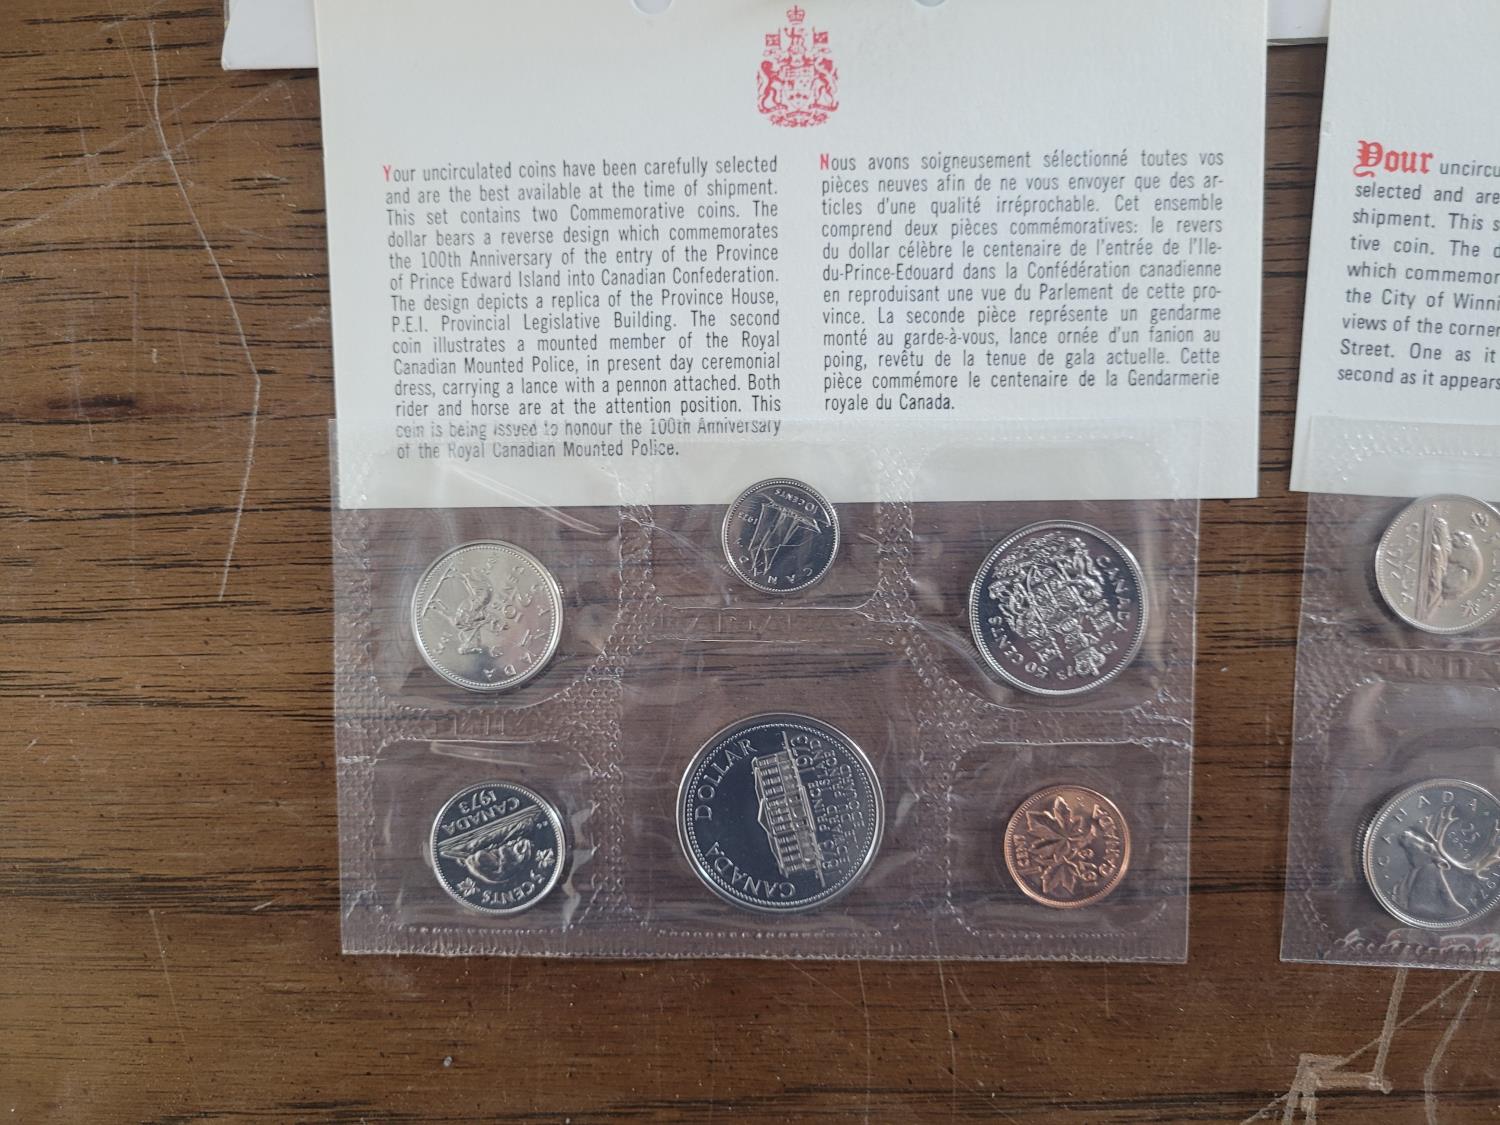 Your uncirculated coins have been carefully selected
and are the best available at the time of shipment.
This set contains two Commemorative coins. The
dollar bears a reverse design which commemorates
the 100th Anniversary of the entry of the Province
of Prince Edward Island into Canadian Confederation.
The design depicts a replica of the Province House,
P.E.I. Provincial Legislative Building. The second
coin illustrates a mounted member of the Royal
Canadian Mounted Police, in present day ceremonial
dress, carrying a lance with a pennon attached. Both
rider and horse are at the attention position. This
coin is being issued to honour the 100th Anniversary
of the Royal Canadian Mounted Police.
Nous avons soigneusement sélectionné toutes vos
pièces neuves afin de ne vous envoyer que des ar-
ticles d'une qualité irréprochable. Cet ensemble
comprend deux pièces commémoratives: le revers
du dollar célèbre le centenaire de l'entrée de l'Ile-
du-Prince-Edouard dans la Confédération canadienne
en reproduisant une vue du Parlement de cette pro-
vince. La seconde pièce représente un gendarme
monté au garde-à-vous, lance ornée d'un fanion au
poing, revêtu de la tenue de gala actuelle. Cette
pièce commémore le centenaire de la Gendarmerie
royale du Canada.
Your uncircu
selected and are
shipment. This s
tive coin. The d
which commemor
the City of Winni
views of the corner
Street. One as it
second as it appears
10 CENTS
1973
CANADA
CANADA 1973
50 CENTS
CANADA
1973
5 CENTS
CANADA DOLLAR
1973
1873 PRINCE
EDWARD ISLAND
CANADA
CANADA
25
1974